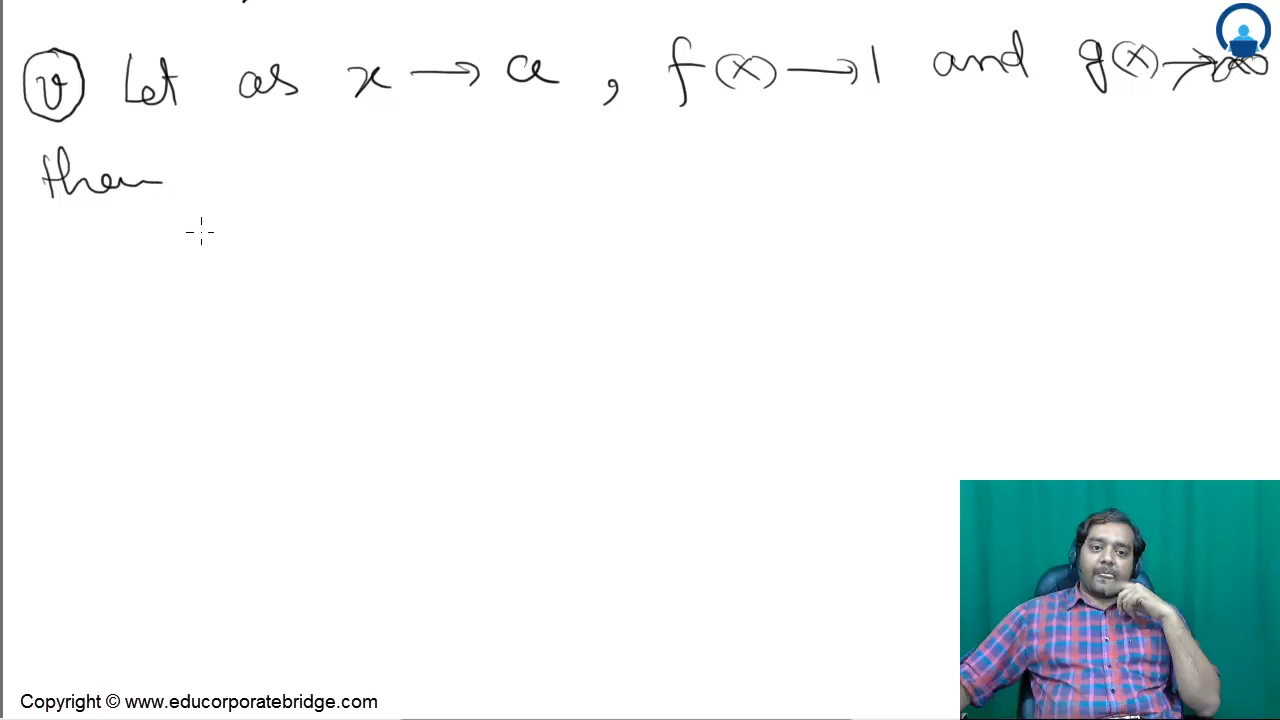 (v) Let as x → a , f(x) → 1 and g(x) → ∞
then
Copyright © www.educorporatebridge.com